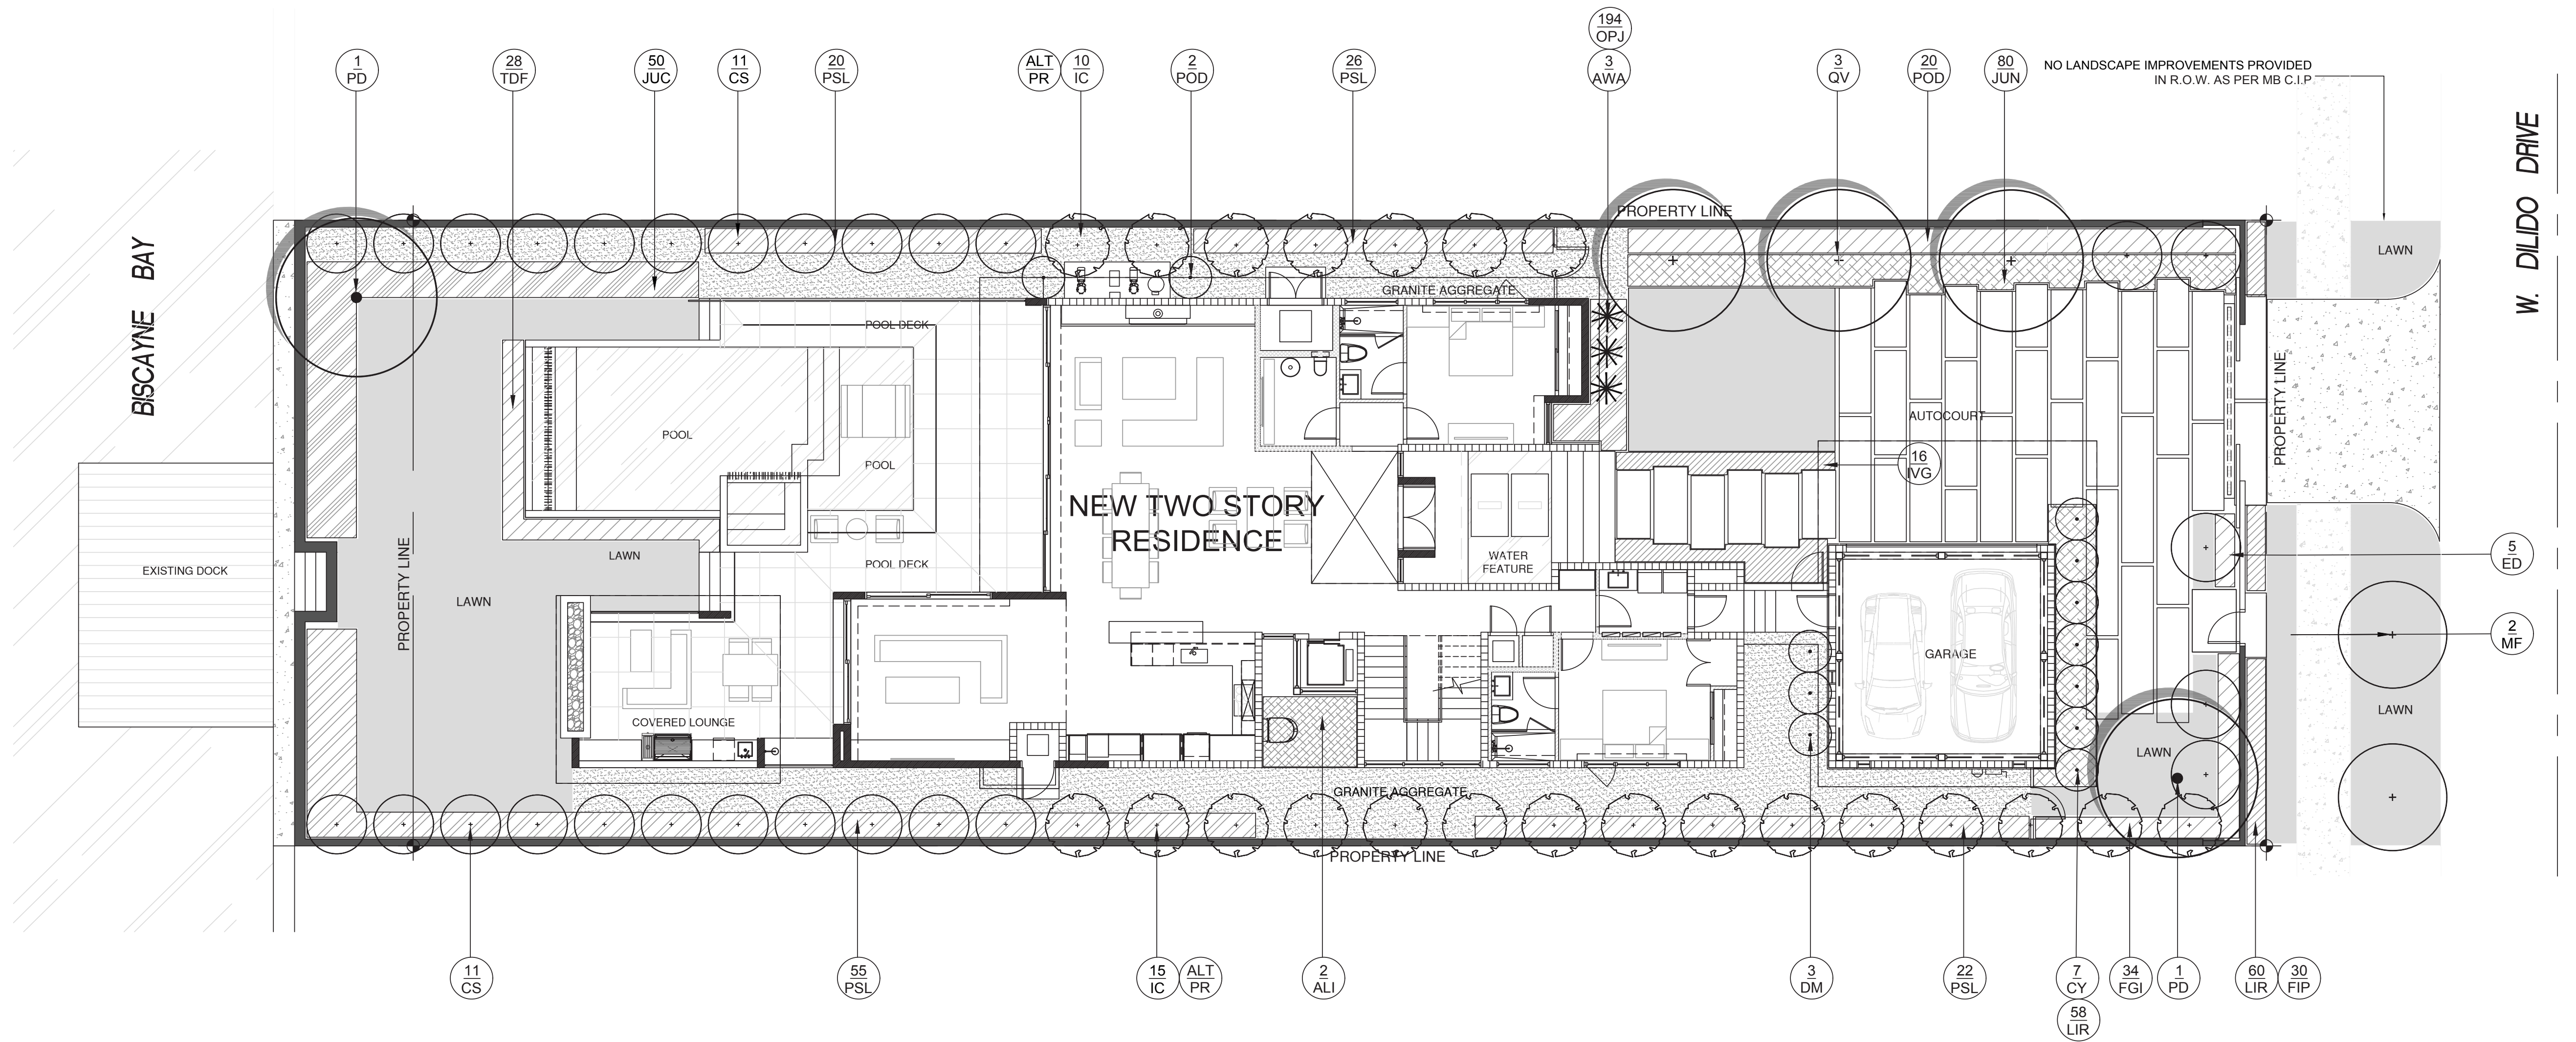 194
OPJ
1
PD
28
TDF
50
JUC
11
CS
20
PSL
ALT
PR
10
IC
2
POD
26
PSL
3
AWA
3
QV
20
POD
80
JUN
NO LANDSCAPE IMPROVEMENTS PROVIDED
IN R.O.W. AS PER MB C.I.P.
W. DILIDO DRIVE
BISCAYNE BAY
PROPERTY LINE
LAWN
GRANITE AGGREGATE
POOL DECK
PROPERTY LINE
AUTOCOURT
POOL
POOL
16
IVG
NEW TWO STORY
RESIDENCE
WATER
FEATURE
LAWN
POOL DECK
EXISTING DOCK
PROPERTY LINE
LAWN
5
ED
2
MF
GARAGE
COVERED LOUNGE
LAWN
LAWN
GRANITE AGGREGATE
PROPERTY LINE
11
CS
55
PSL
15
IC
ALT
PR
2
ALI
3
DM
22
PSL
7
CY
34
FGI
1
PD
60
LIR
30
FIP
58
LIR